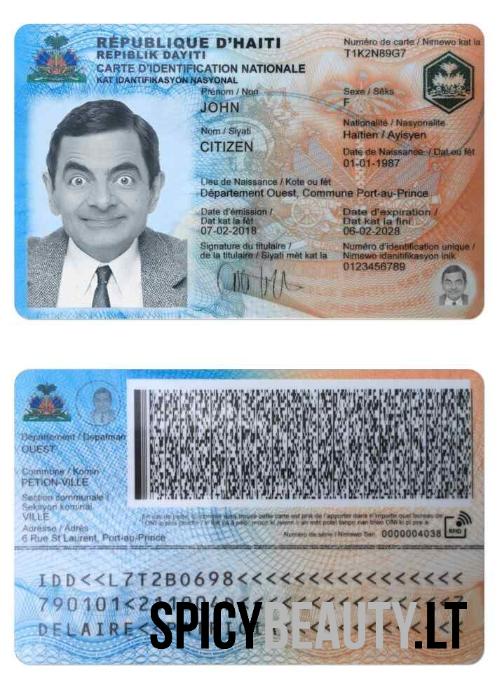 RÉPUBLIQUE D'HAITI
REPIBLIK DAYITI
CARTE D'IDENTIFICATION NATIONALE
KAT IDANTIFIKASYON NASYONAL
Numéro de carte / Nimewo kat la
T1K2N89G7
Prénom / Non
JOHN
Sexe / Sèks
F
Nom / Siyati
CITIZEN
Nationalité / Nasyonalite
Haïtien / Ayisyen
Date de Naissance / Dat ou fèt
01-01-1987
Lieu de Naissance / Kote ou fèt
Département Ouest, Commune Port-au-Prince
Date d'émission /
Dat kat la fèt
07-02-2018
Date d'expiration /
Dat kat la fini
06-02-2028
Signature du titulaire /
de la titulaire / Siyati mèt kat la
Numéro d'identification unique /
Nimewo idantifikasyon inik
0123456789
Département / Depatman
OUEST
Commune / Komin
PETION-VILLE
Section communale /
Seksyon kominal
VILLE
Adresse / Adrès
6 Rue St Laurent, Port-au-Prince
Numéro de série / Nimewo Seri 0000004038
RFID
IDD<<L7T2B0698<<<<<<<<<<<<<<<<
790101<
DELAIRE<
SPICYBEAUTY.LT